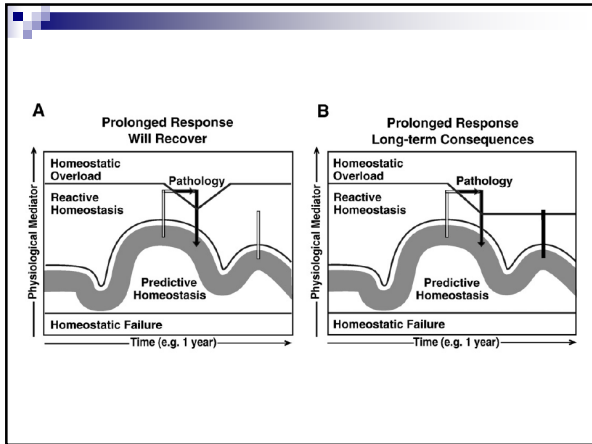 A
Prolonged Response
Will Recover
Homeostatic
Overload
Pathology
Reactive
Homeostasis
Predictive
Homeostasis
Homeostatic Failure
Physiological Mediator
Time (e.g. 1 year)
B
Prolonged Response
Long-term Consequences
Homeostatic
Overload
Pathology
Reactive
Homeostasis
Predictive
Homeostasis
Homeostatic Failure
Physiological Mediator
Time (e.g. 1 year)